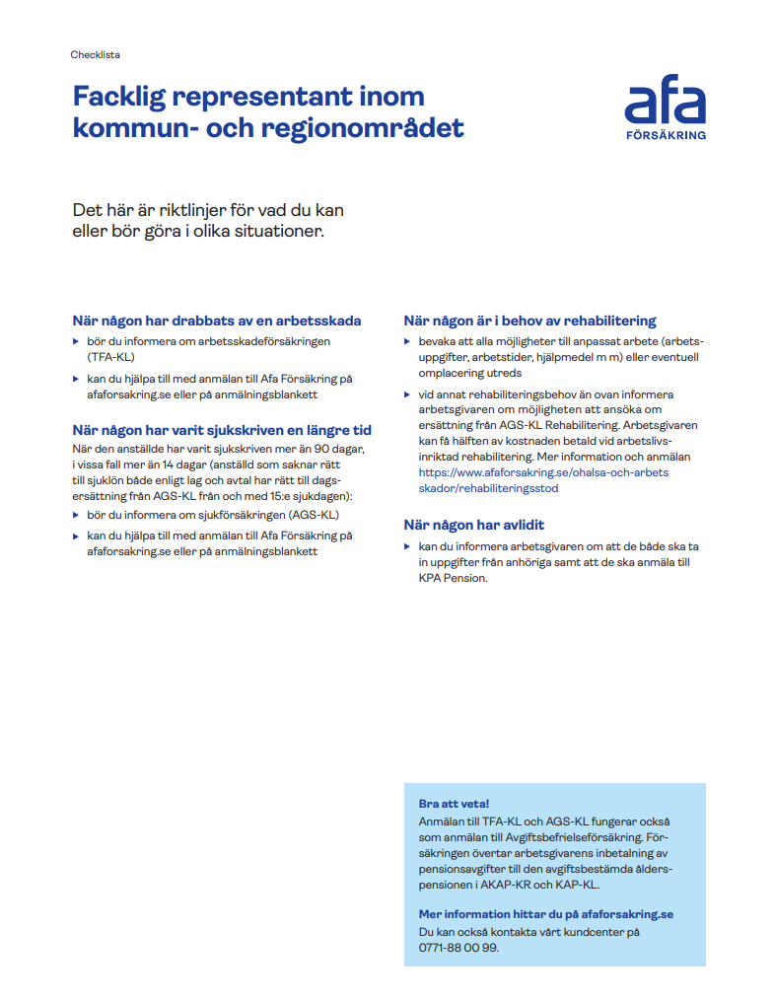 Checklista
Facklig representant inom
kommun- och regionområdet
afa
FÖRSÄKRING
Det här är riktlinjer för vad du kan
eller bör göra i olika situationer.
När någon har drabbats av en arbetsskada
bör du informera om arbetsskadeförsäkringen
(TFA-KL)
kan du hjälpa till med anmälan till Afa Försäkring på
afaforsakring.se eller på anmälningsblankett
När någon har varit sjukskriven en längre tid
När den anställde har varit sjukskriven mer än 90 dagar,
i vissa fall mer än 14 dagar (anställd som saknar rätt
till sjuklön både enligt lag och avtal har rätt till dags-
ersättning från AGS-KL från och med 15:e sjukdagen):
bör du informera om sjukförsäkringen (AGS-KL)
kan du hjälpa till med anmälan till Afa Försäkring på
afaforsakring.se eller på anmälningsblankett
När någon är i behov av rehabilitering
bevaka att alla möjligheter till anpassat arbete (arbets-
uppgifter, arbetstider, hjälpmedel m m) eller eventuell
omplacering utreds
vid annat rehabiliteringsbehov än ovan informera
arbetsgivaren om möjligheten att ansöka om
ersättning från AGS-KL Rehabilitering. Arbetsgivaren
kan få hälften av kostnaden betald vid arbetslivs-
inriktad rehabilitering. Mer information och anmälan
https://www.afaforsakring.se/ohalsa-och-arbets
skador/rehabiliteringsstod
När någon har avlidit
kan du informera arbetsgivaren om att de både ska ta
in uppgifter från anhöriga samt att de ska anmäla till
KPA Pension.
Bra att veta!
Anmälan till TFA-KL och AGS-KL fungerar också
som anmälan till Avgiftsbefrielseförsäkring. För-
säkringen övertar arbetsgivarens inbetalning av
pensionsavgifter till den avgiftsbestämda ålders-
pensionen i AKAP-KR och KAP-KL.
Mer information hittar du på afaforsakring.se
Du kan också kontakta vårt kundcenter på
0771-88 00 99.